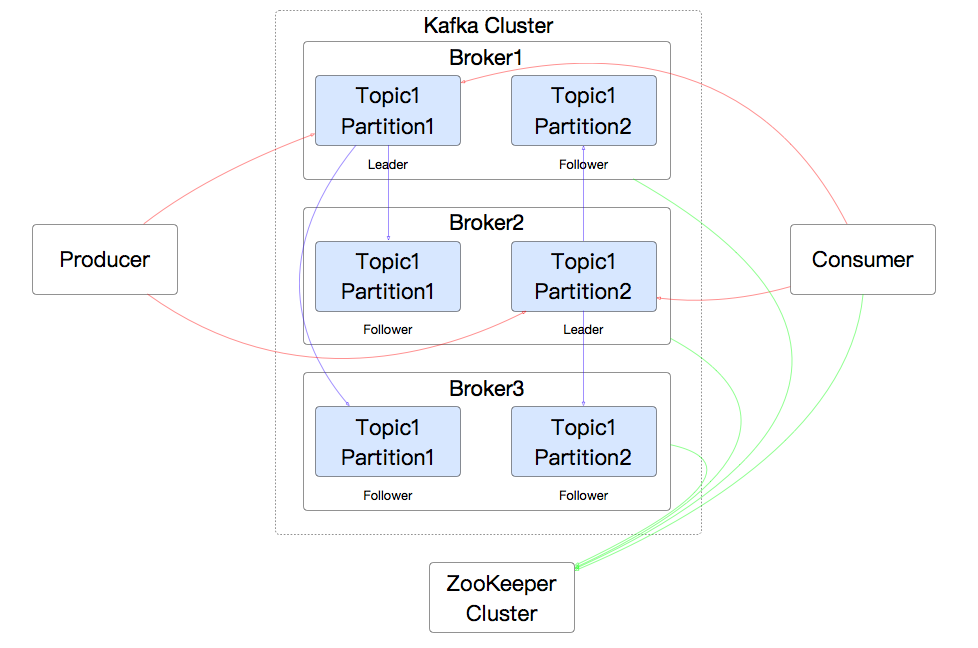 Kafka Cluster
Broker1
Topic1
Partition1
Leader
Topic1
Partition2
Follower
Producer
Broker2
Topic1
Partition1
Follower
Topic1
Partition2
Leader
Consumer
Broker3
Topic1
Partition1
Follower
Topic1
Partition2
Follower
ZooKeeper
Cluster